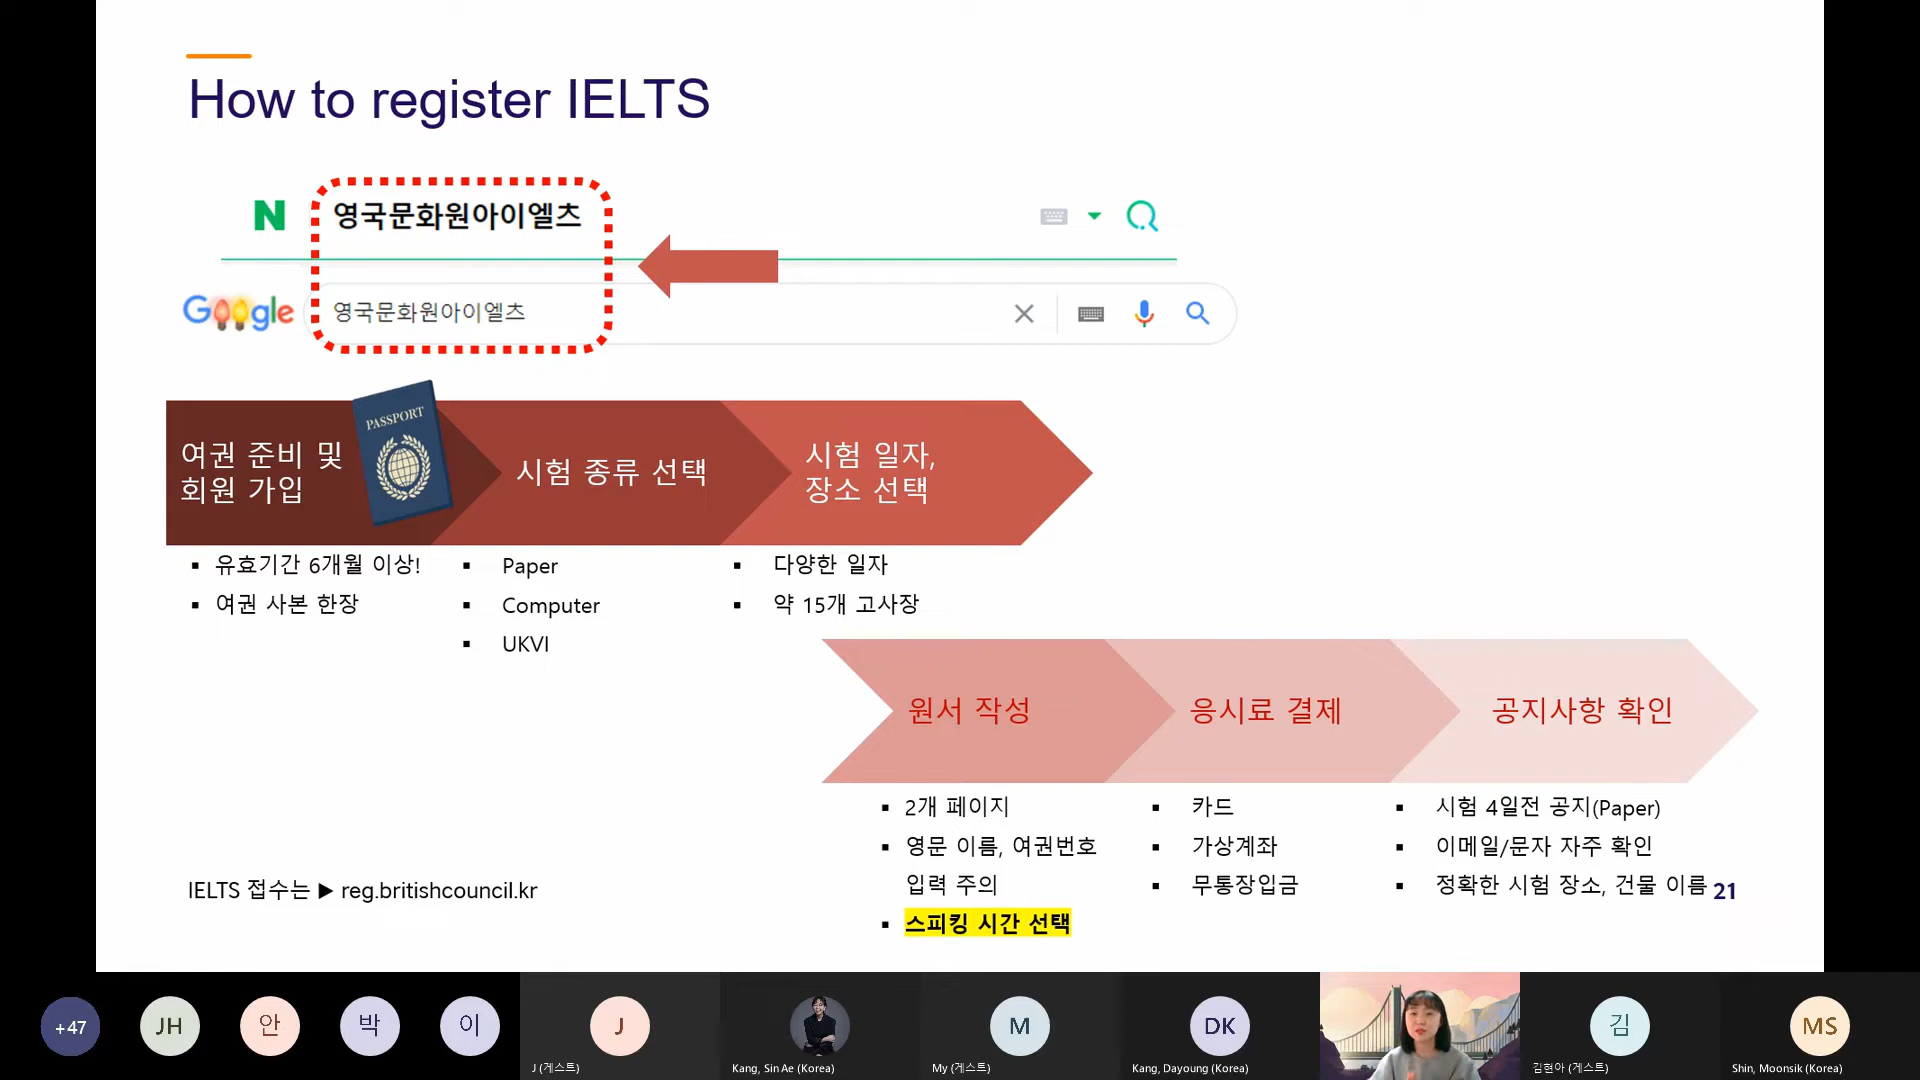 How to register IELTS
N
영국문화원아이엘츠
Google
영국문화원아이엘츠
PASSPORT
여권 준비 및
회원 가입
시험 종류 선택
시험 일자,
장소 선택
▪ 유효기간 6개월 이상!
▪ 여권 사본 한장
▪ Paper
▪ Computer
▪ UKVI
▪ 다양한 일자
▪ 약 15개 고사장
원서 작성
응시료 결제
공지사항 확인
▪ 2개 페이지
▪ 영문 이름, 여권번호
입력 주의
▪ 스피킹 시간 선택
▪ 카드
▪ 가상계좌
▪ 무통장입금
▪ 시험 4일전 공지(Paper)
▪ 이메일/문자 자주 확인
▪ 정확한 시험 장소, 건물 이름
IELTS 접수는 ▶ reg.britishcouncil.kr
21
+47
JH
안
박
이
J
J (게스트)
Kang, Sin Ae (Korea)
M
My (게스트)
DK
Kang, Dayoung (Korea)
김
김현아 (게스트)
MS
Shin, Moonsik (Korea)